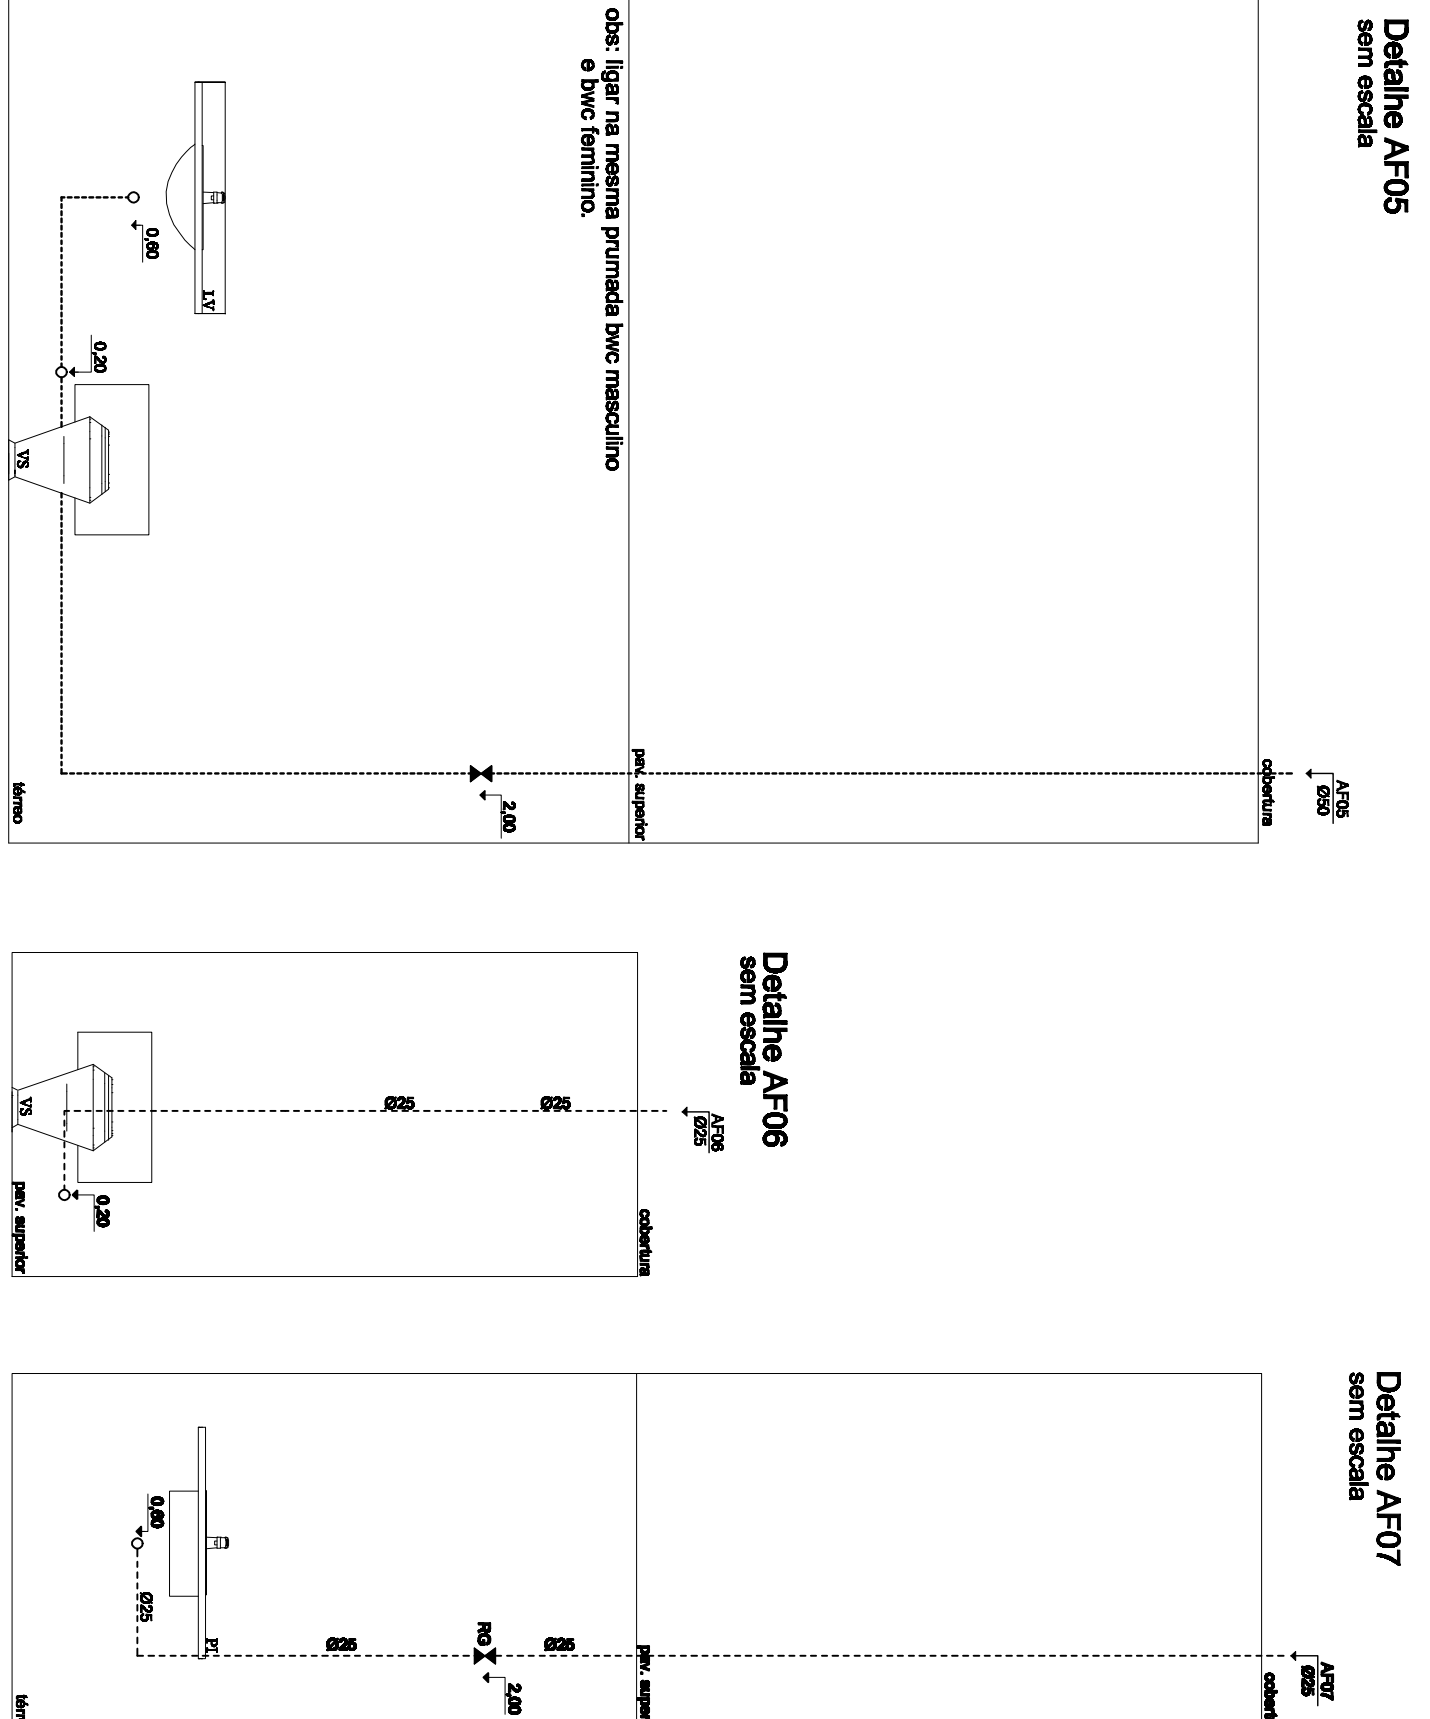 Detalhe AF05
sem escala
AF05
Ø50
cobertura
pav. superior
obs: ligar na mesma prumada bwc masculino
e bwc feminino.
2,00
LV
0,60
0,20
VS
térreo
Detalhe AF06
sem escala
AF06
Ø25
cobertura
Ø25
Ø25
0,20
VS
pav. superior
Detalhe AF07
sem escala
AF07
Ø25
Ø25
RG
2,00
Ø25
0,60
Ø25